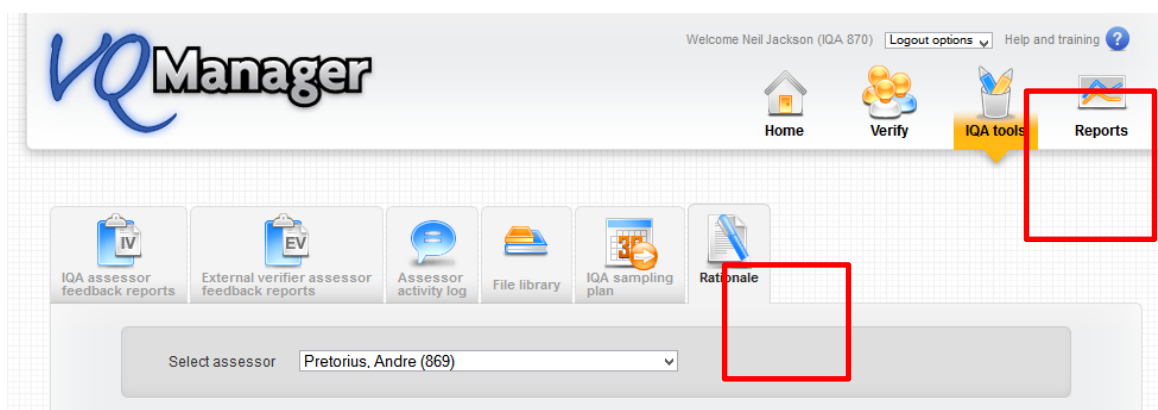 VQManager
Welcome Neil Jackson (IQA 870) Logout options Help and training ?
Home Verify IQA tools Reports
IV EV 30
IQA assessor
feedback reports
External verifier assessor
feedback reports
Assessor
activity log
File library
IQA sampling
plan
Rationale
Select assessor Pretorius, Andre (869)